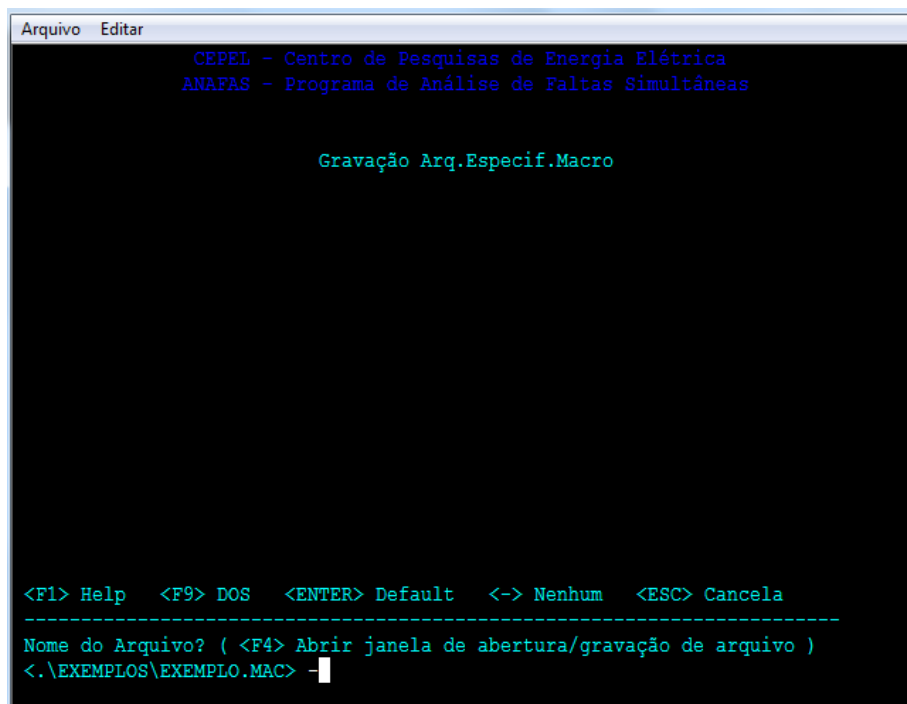 Arquivo Editar
CEPEL - Centro de Pesquisas de Energia Elétrica
ANAFAS - Programa de Análise de Faltas Simultâneas
Gravação Arq.Especif.Macro
<F1> Help <F9> DOS <ENTER> Default <-> Nenhum <ESC> Cancela
------------------------------------------------------------------------
Nome do Arquivo? ( <F4> Abrir janela de abertura/gravação de arquivo )
<.\EXEMPLOS\EXEMPLO.MAC> -